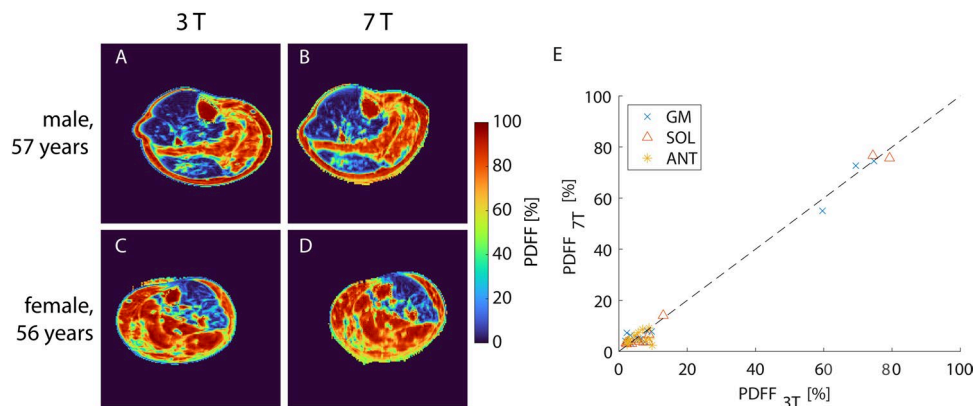 3 T
7 T
male,
57 years
female,
56 years
A
B
C
D
PDFF [%]
100
80
60
40
20
0
E
GM
SOL
ANT
PDFF 7T [%]
100
80
60
40
20
0
0
20
40
60
80
100
PDFF 3T [%]